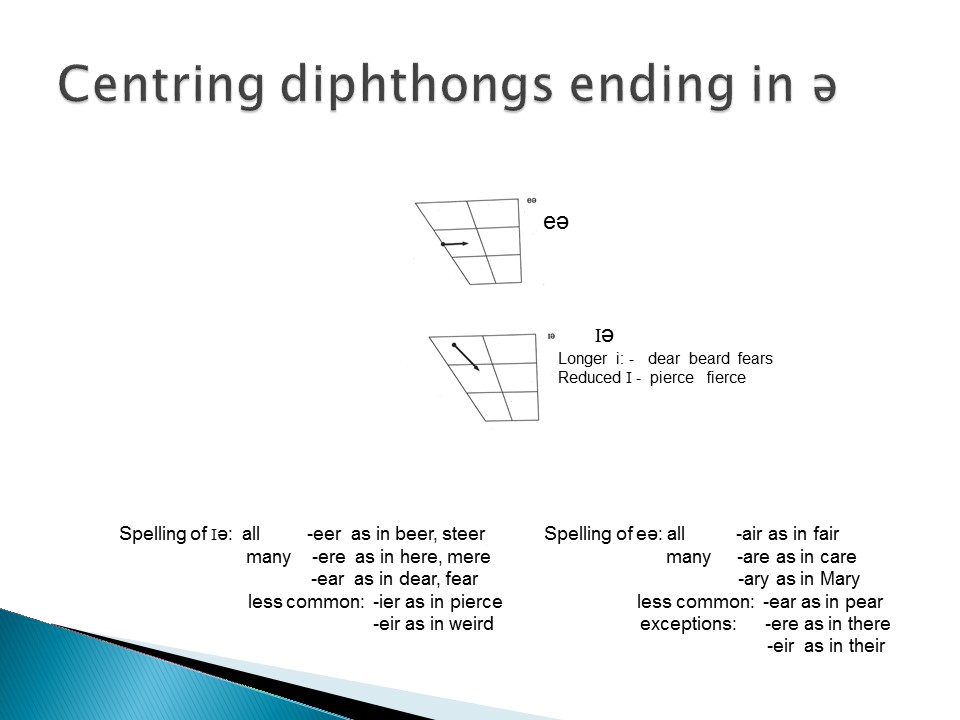 Centring diphthongs ending in ə
eə
eə
ɪə
ɪə
Longer i: - dear beard fears
Reduced ɪ - pierce fierce
Spelling of ɪə: all -eer as in beer, steer
many -ere as in here, mere
-ear as in dear, fear
less common: -ier as in pierce
-eir as in weird
Spelling of eə: all -air as in fair
many -are as in care
-ary as in Mary
less common: -ear as in pear
exceptions: -ere as in there
-eir as in their